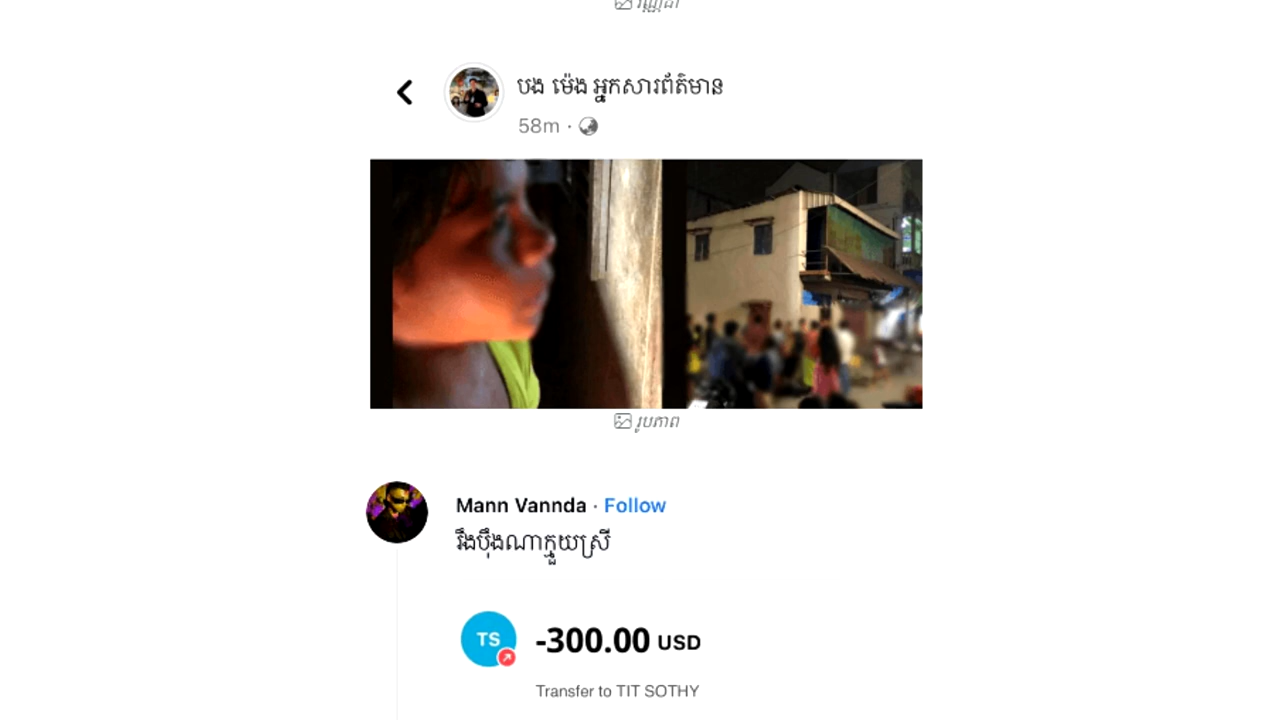 បង ម៉េង អ្នកសារព័ត៌មាន
58m ·
រូបភាព
Mann Vannda · Follow
រឹងប៉ឹងណាក្មួយស្រី
TS
-300.00 USD
Transfer to TIT SOTHY